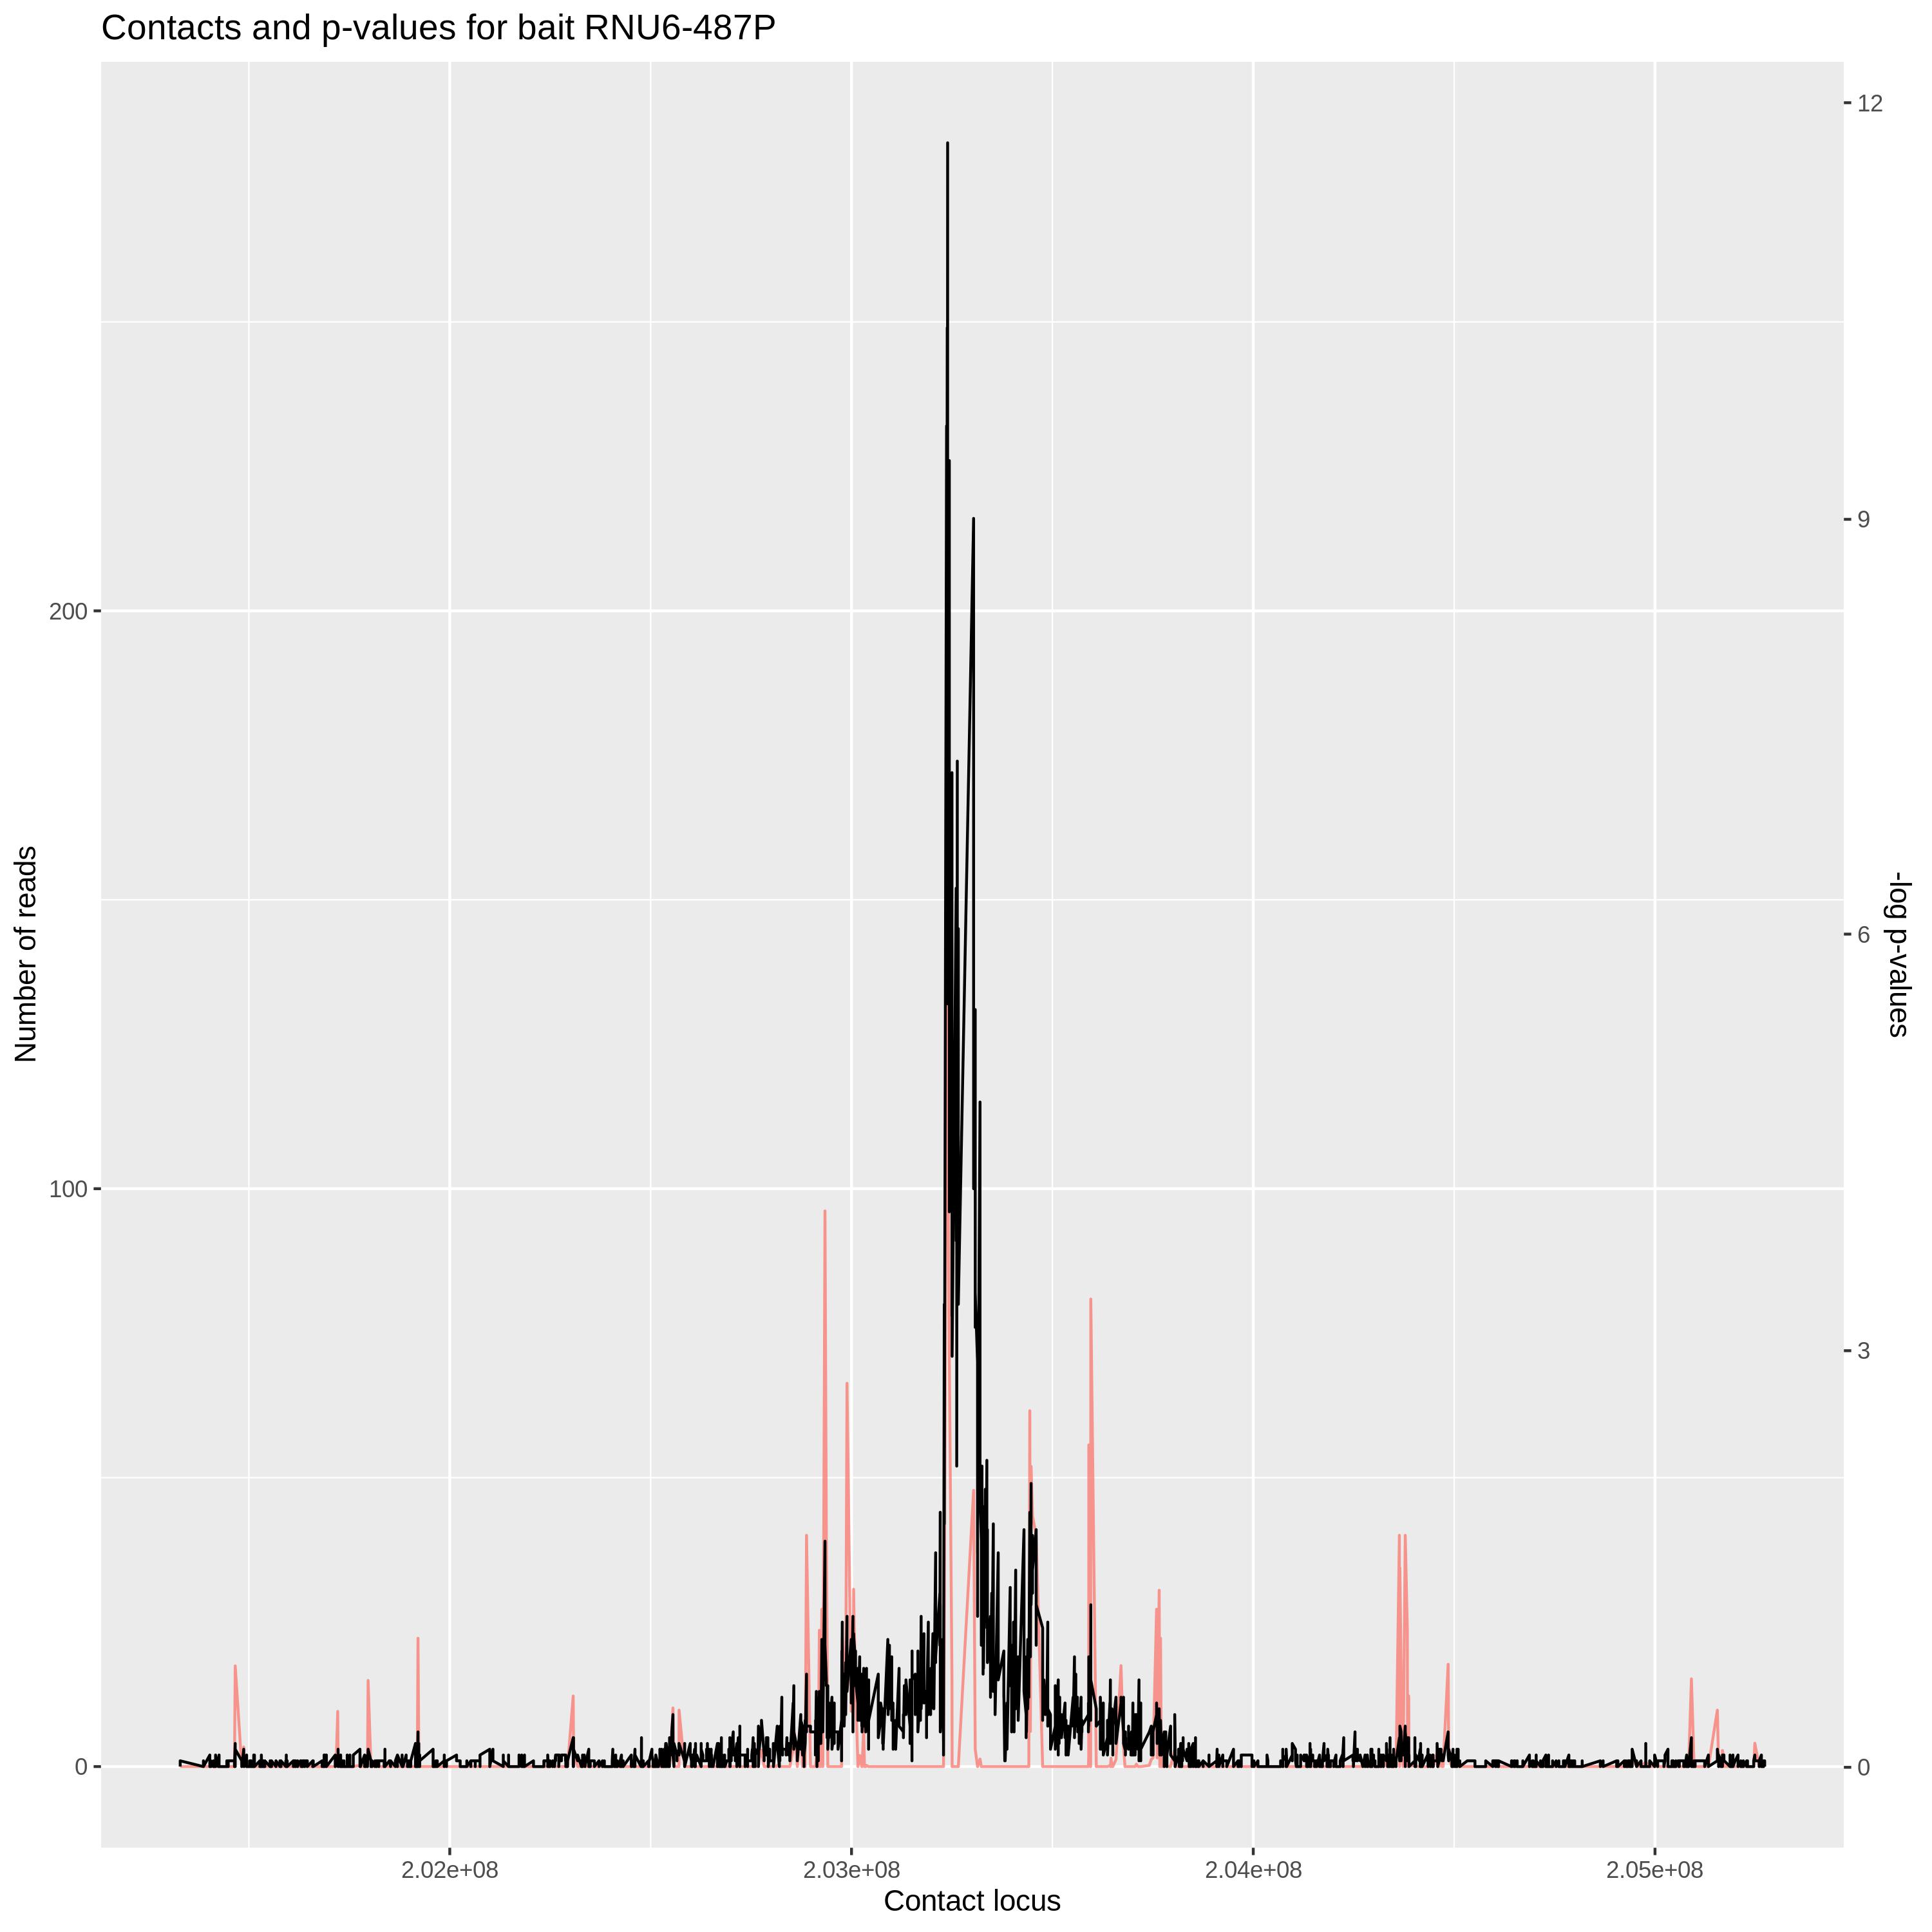 Contacts and p-values for bait RNU6-487P
Number of reads
200
100
0
12
9
6
3
0
-log p-values
2.02e+08
2.03e+08
2.04e+08
2.05e+08
Contact locus